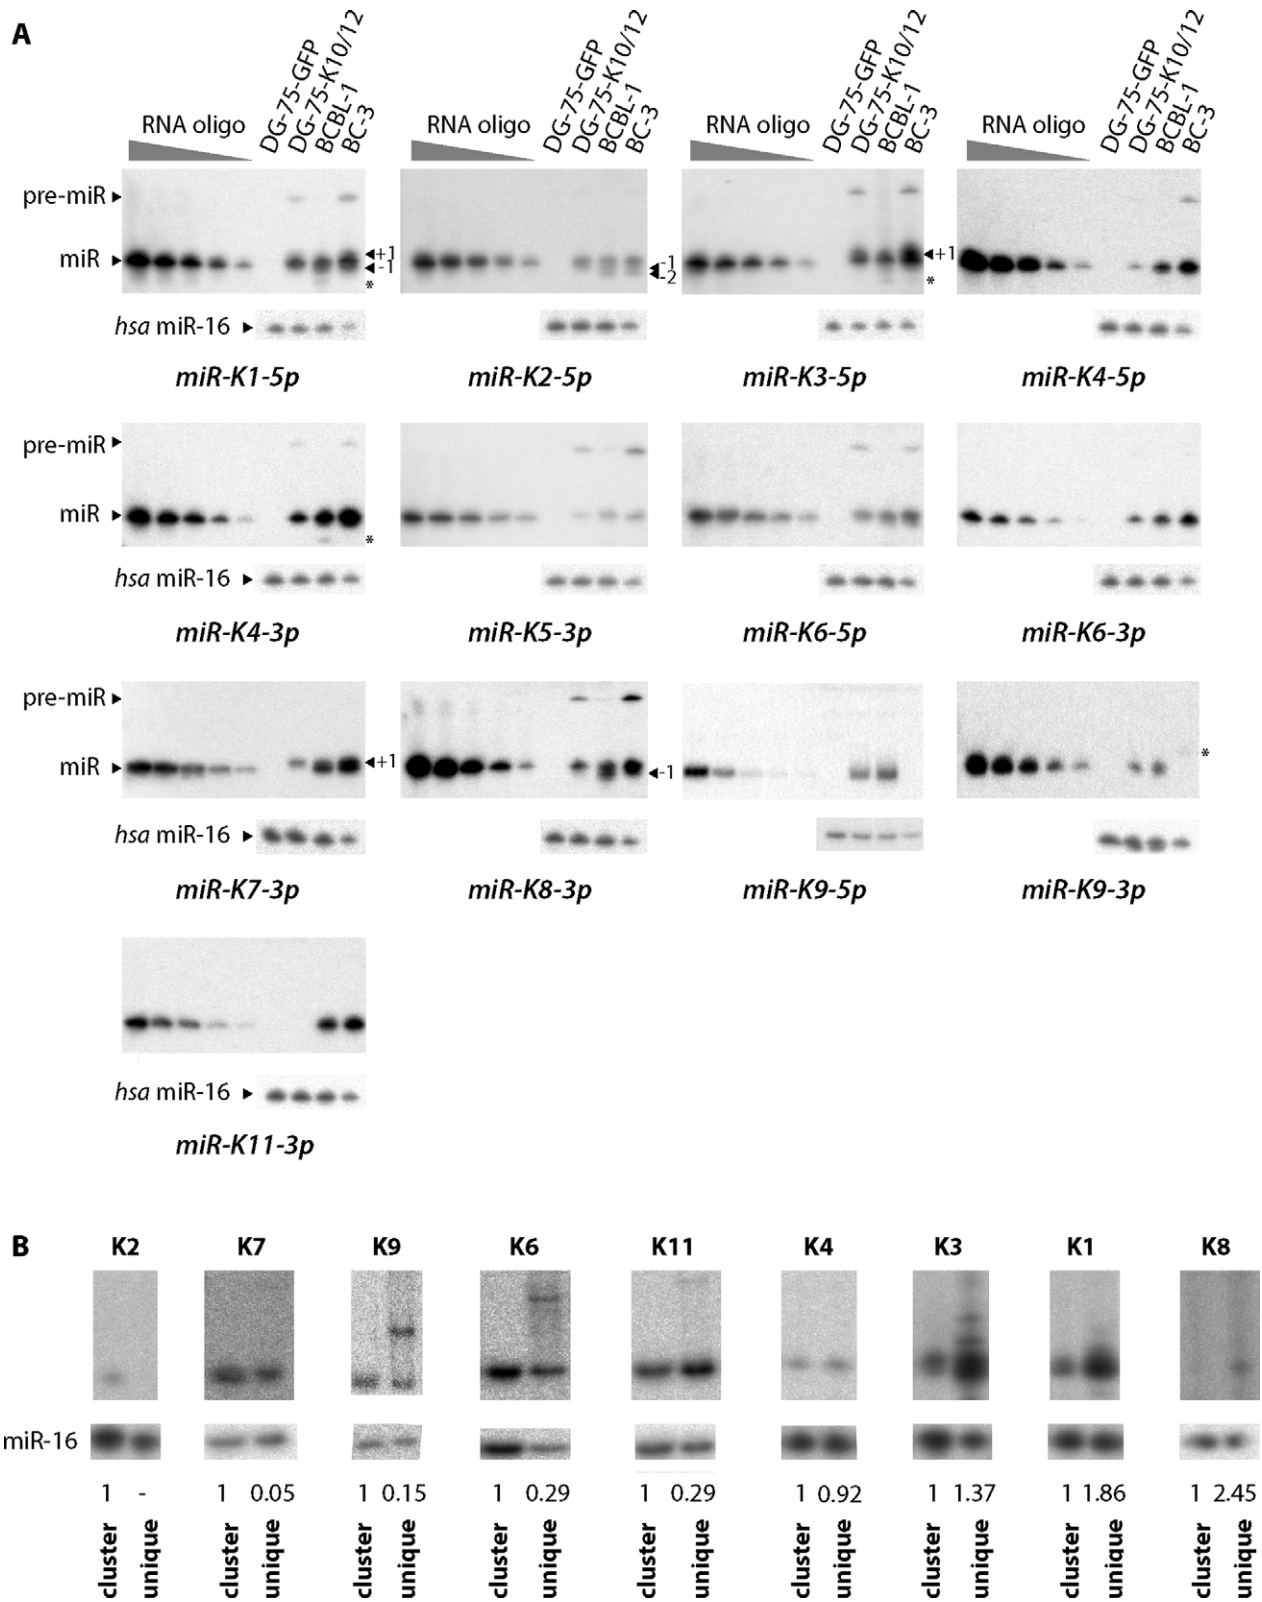 A
RNA oligo DG-75-GFP DG-75-K10/12 BCBL-1 BC-3 RNA oligo DG-75-GFP DG-75-K10/12 BCBL-1 BC-3 RNA oligo DG-75-GFP DG-75-K10/12 BCBL-1 BC-3 RNA oligo DG-75-GFP DG-75-K10/12 BCBL-1 BC-3
pre-miR
miR +1 -1 * -1 -2 +1 *
hsa miR-16
miR-K1-5p miR-K2-5p miR-K3-5p miR-K4-5p
pre-miR
miR *
hsa miR-16
miR-K4-3p miR-K5-3p miR-K6-5p miR-K6-3p
pre-miR
miR +1 -1 *
hsa miR-16
miR-K7-3p miR-K8-3p miR-K9-5p miR-K9-3p
hsa miR-16
miR-K11-3p
B K2 K7 K9 K6 K11 K4 K3 K1 K8
miR-16
1 - 1 0.05 1 0.15 1 0.29 1 0.29 1 0.92 1 1.37 1 1.86 1 2.45
cluster unique cluster unique cluster unique cluster unique cluster unique cluster unique cluster unique cluster unique cluster unique